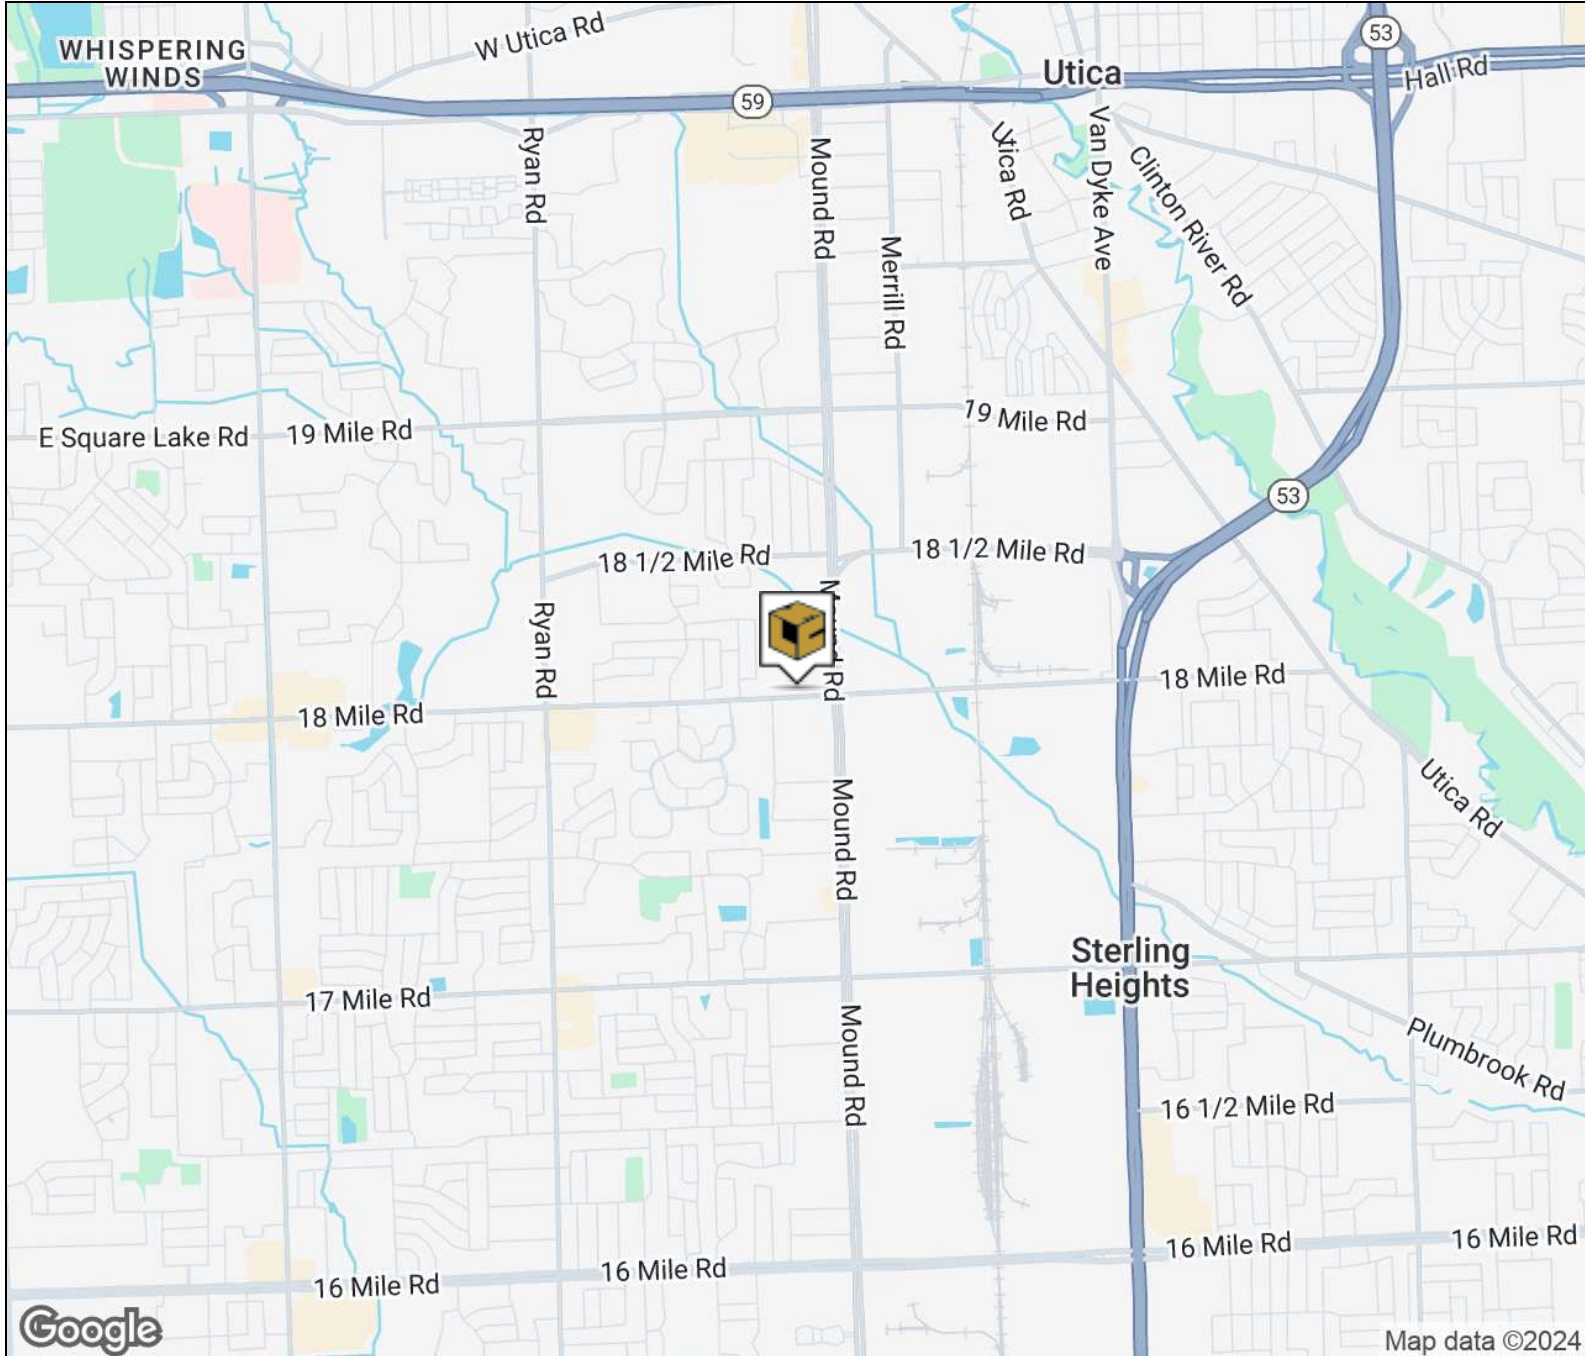 WHISPERING
WINDS
W Utica Rd
Utica
53
Hall Rd
59
Ryan Rd
Mound Rd
Merrill Rd
Utica Rd
Van Dyke Ave
Clinton River Rd
E Square Lake Rd
19 Mile Rd
19 Mile Rd
53
18 1/2 Mile Rd
18 1/2 Mile Rd
Ryan Rd
Mound Rd
18 Mile Rd
18 Mile Rd
Mound Rd
Utica Rd
Sterling
Heights
17 Mile Rd
Mound Rd
Plumbrook Rd
16 1/2 Mile Rd
16 Mile Rd
16 Mile Rd
16 Mile Rd
16 Mile Rd
Google
Map data ©2024